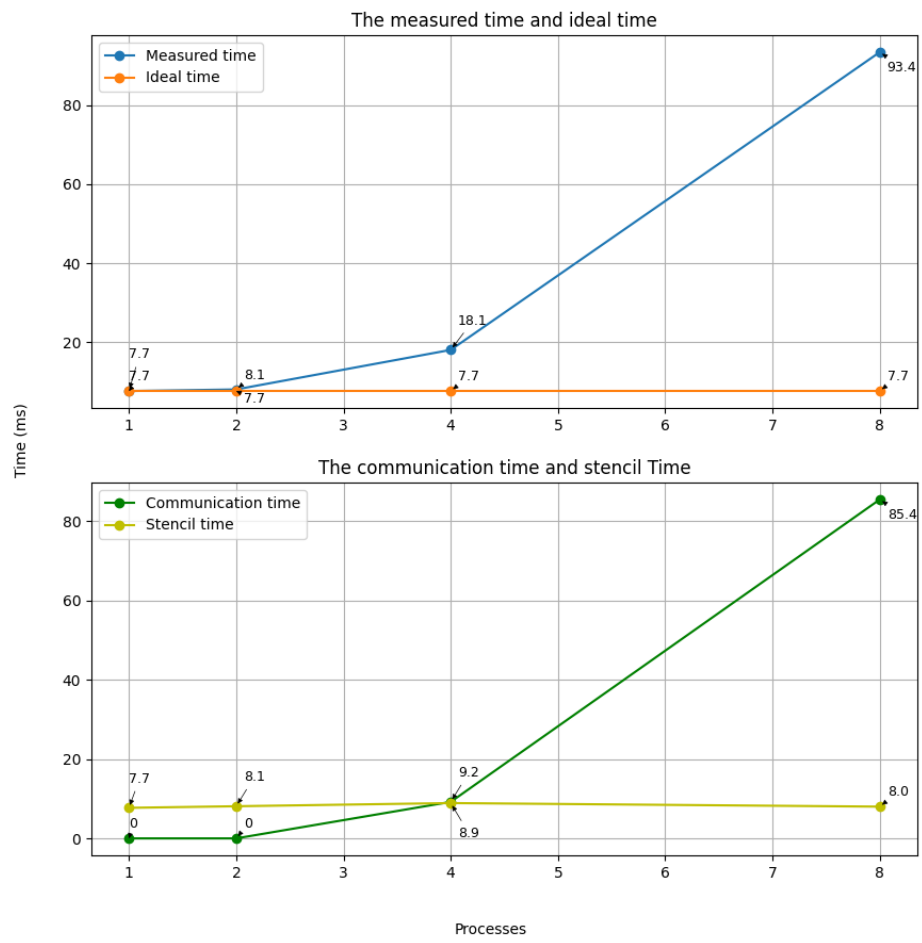 The measured time and ideal time
Measured time
Ideal time
93.4
80
60
40
20
18.1
7.7
7.7
8.1
7.7
7.7
7.7
1 2 3 4 5 6 7 8
Time (ms)
The communication time and stencil Time
Communication time
Stencil time
85.4
80
60
40
20
0
7.7
8.1
9.2
8.0
0
0
8.9
1 2 3 4 5 6 7 8
Processes